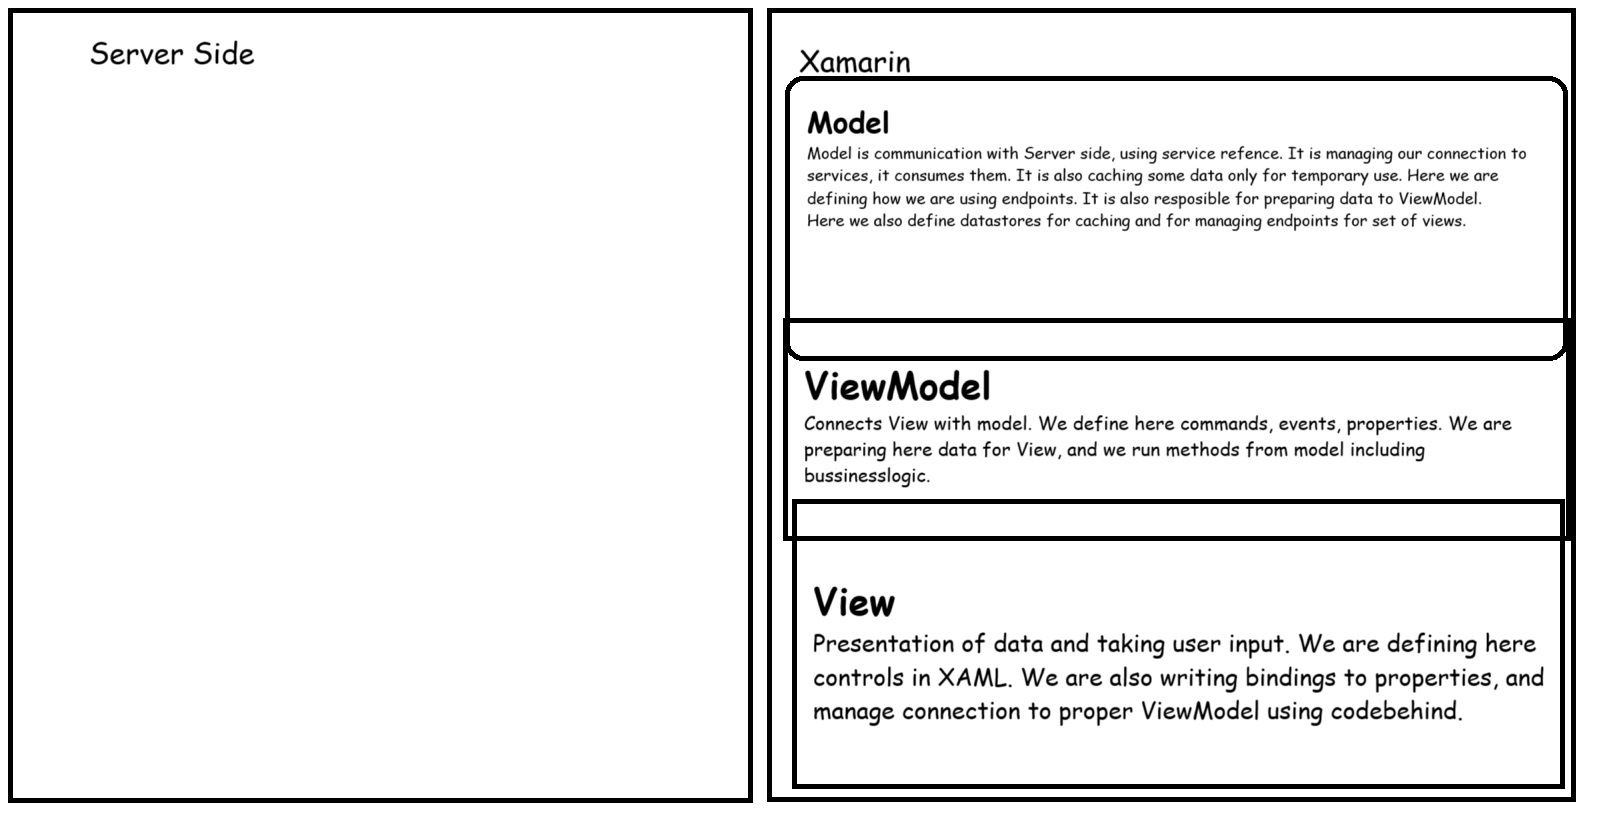 Server Side
Xamarin
Model
Model is communication with Server side, using service refence. It is managing our connection to
services, it consumes them. It is also caching some data only for temporary use. Here we are
defining how we are using endpoints. It is also resposible for preparing data to ViewModel.
Here we also define datastores for caching and for managing endpoints for set of views.
ViewModel
Connects View with model. We define here commands, events, properties. We are
preparing here data for View, and we run methods from model including
bussinesslogic.
View
Presentation of data and taking user input. We are defining here
controls in XAML. We are also writing bindings to properties, and
manage connection to proper ViewModel using codebehind.